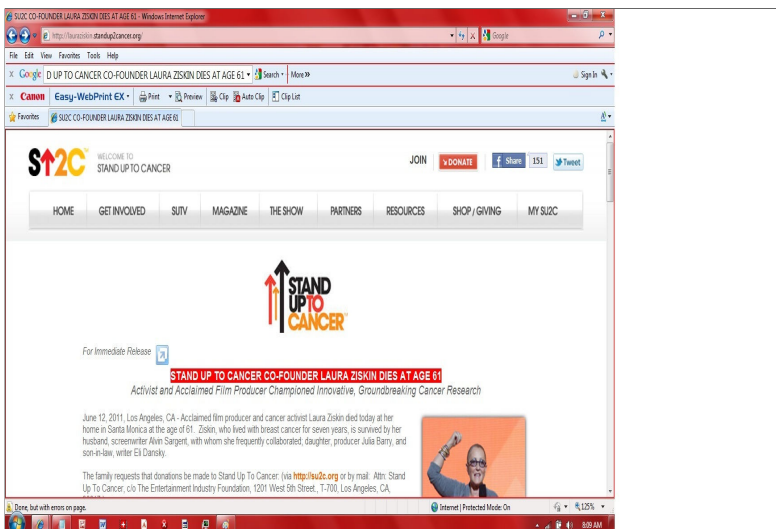 SU2C CO-FOUNDER LAURA ZISKIN DIES AT AGE 61 - Windows Internet Explorer
http://lauraziskin.standup2cancer.org/
Google
File Edit View Favorites Tools Help
x Google D UP TO CANCER CO-FOUNDER LAURA ZISKIN DIES AT AGE 61 Search More >> Sign In
x Canon Easy-WebPrint EX Print Preview Clip Auto Clip Clip List
Favorites SU2C CO-FOUNDER LAURA ZISKIN DIES AT AGE 61
SU2C WELCOME TO
STAND UP TO CANCER
JOIN DONATE Share 151 Tweet
HOME GET INVOLVED SUTV MAGAZINE THE SHOW PARTNERS RESOURCES SHOP / GIVING MY SU2C
STAND
UP TO
CANCER
For Immediate Release
STAND UP TO CANCER CO-FOUNDER LAURA ZISKIN DIES AT AGE 61
Activist and Acclaimed Film Producer Championed Innovative, Groundbreaking Cancer Research
June 12, 2011, Los Angeles, CA - Acclaimed film producer and cancer activist Laura Ziskin died today at her
home in Santa Monica at the age of 61. Ziskin, who lived with breast cancer for seven years, is survived by her
husband, screenwriter Alvin Sargent, with whom she frequently collaborated; daughter, producer Julia Barry, and
son-in-law, writer Eli Dansky.
The family requests that donations be made to Stand Up To Cancer: (via http://su2c.org or by mail: Attn: Stand
Up To Cancer, c/o The Entertainment Industry Foundation, 1201 West 5th Street., T-700, Los Angeles, CA,
Done, but with errors on page. Internet | Protected Mode: On 125%
8:09 AM